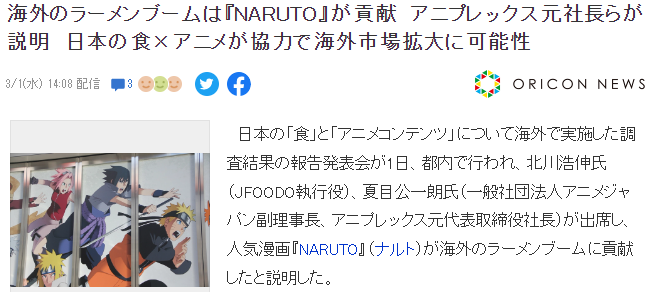 海外のラーメンブームは『NARUTO』が貢献 アニプレックス元社長らが
説明 日本の食×アニメが協力で海外市場拡大に可能性
3/1(水) 14:08 配信
3
ORICON NEWS
日本の「食」と「アニメコンテンツ」について海外で実施した調
査結果の報告発表会が1日、都内で行われ、北川浩伸氏
(JFOODO執行役)、夏目公一朗氏(一般社団法人アニメジャ
パン副理事長、アニプレックス元代表取締役社長)が出席し、
人気漫画『NARUTO』(ナルト)が海外のラーメンブームに貢献
したと説明した。